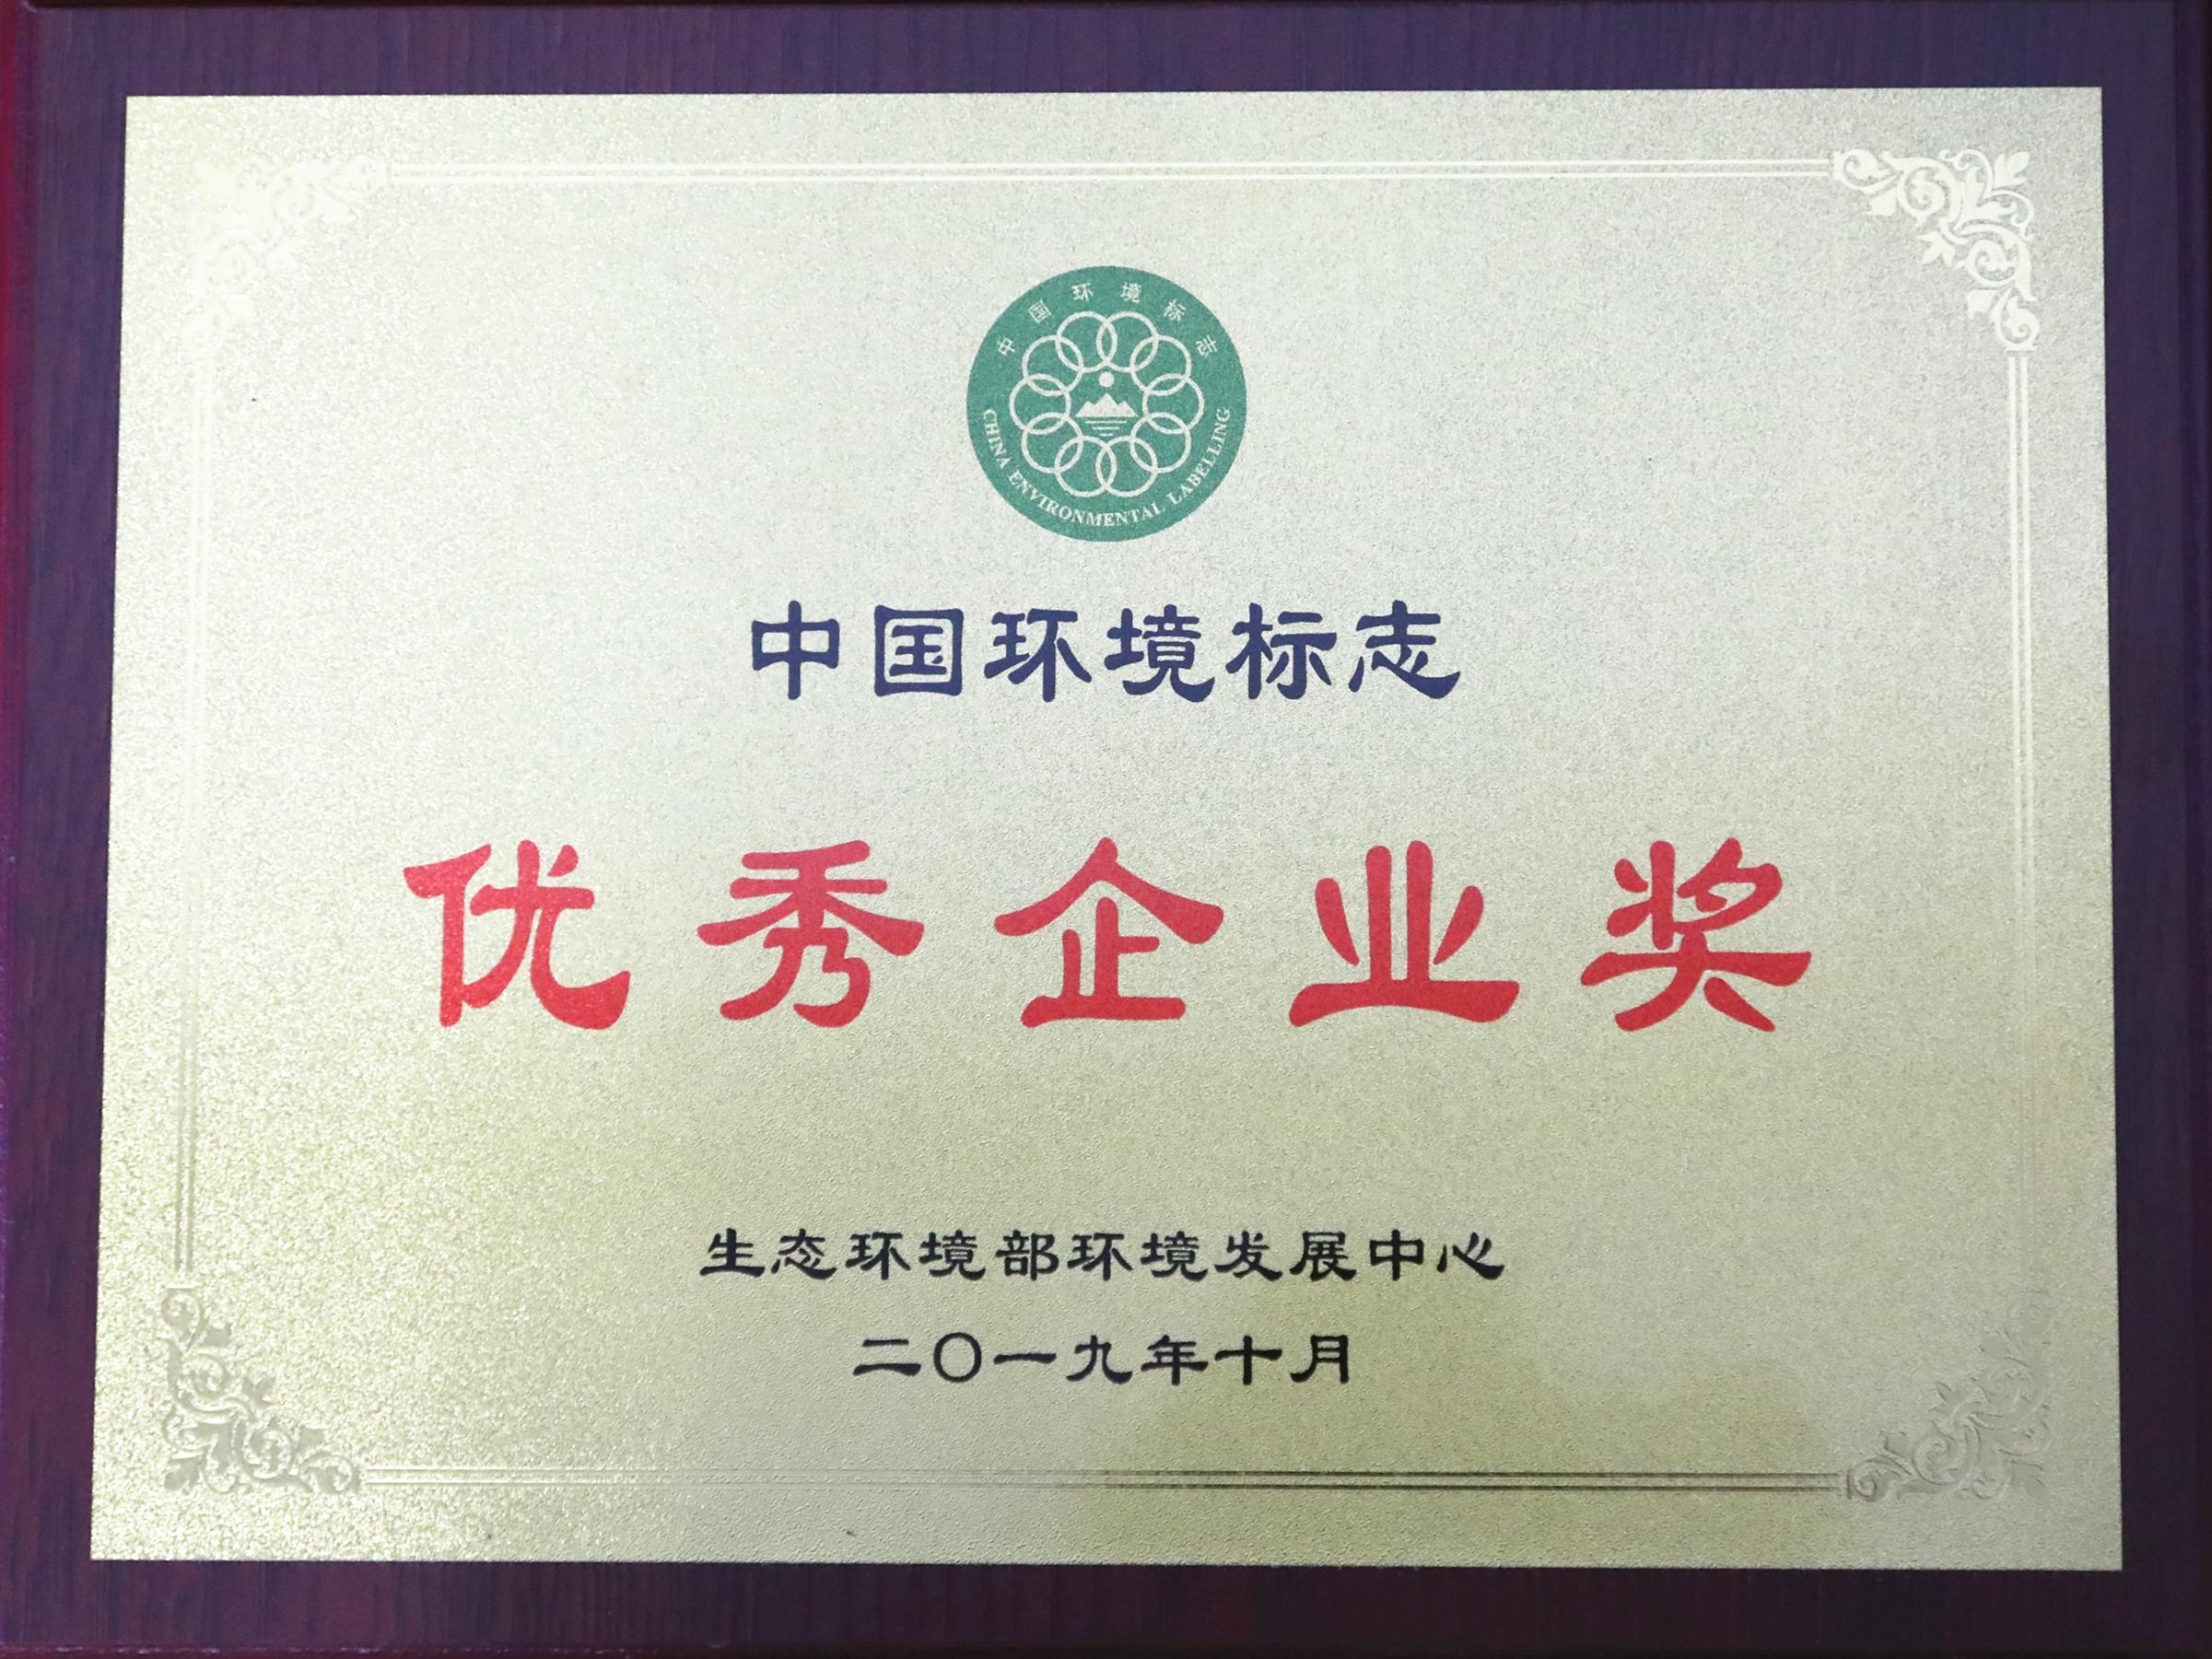 中国环境标志
CHINA ENVIRONMENTAL LABELLING
中国环境标志
优秀企业奖
生态环境部环境发展中心
二〇一九年十月